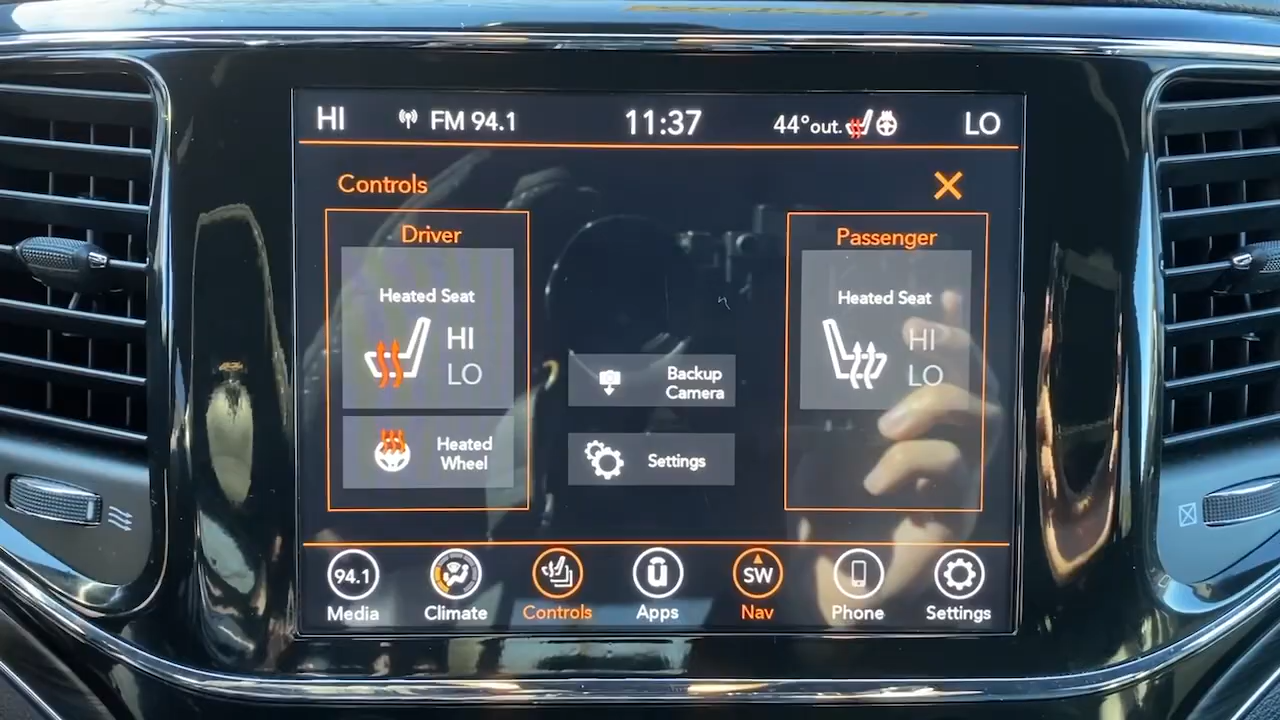 HI FM 94.1 11:37 44°out. LO
Controls
Driver
Heated Seat
HI
LO
Heated
Wheel
Backup
Camera
Settings
Passenger
Heated Seat
HI
LO
94.1
Media
Climate
Controls
Apps
SW
Nav
Phone
Settings